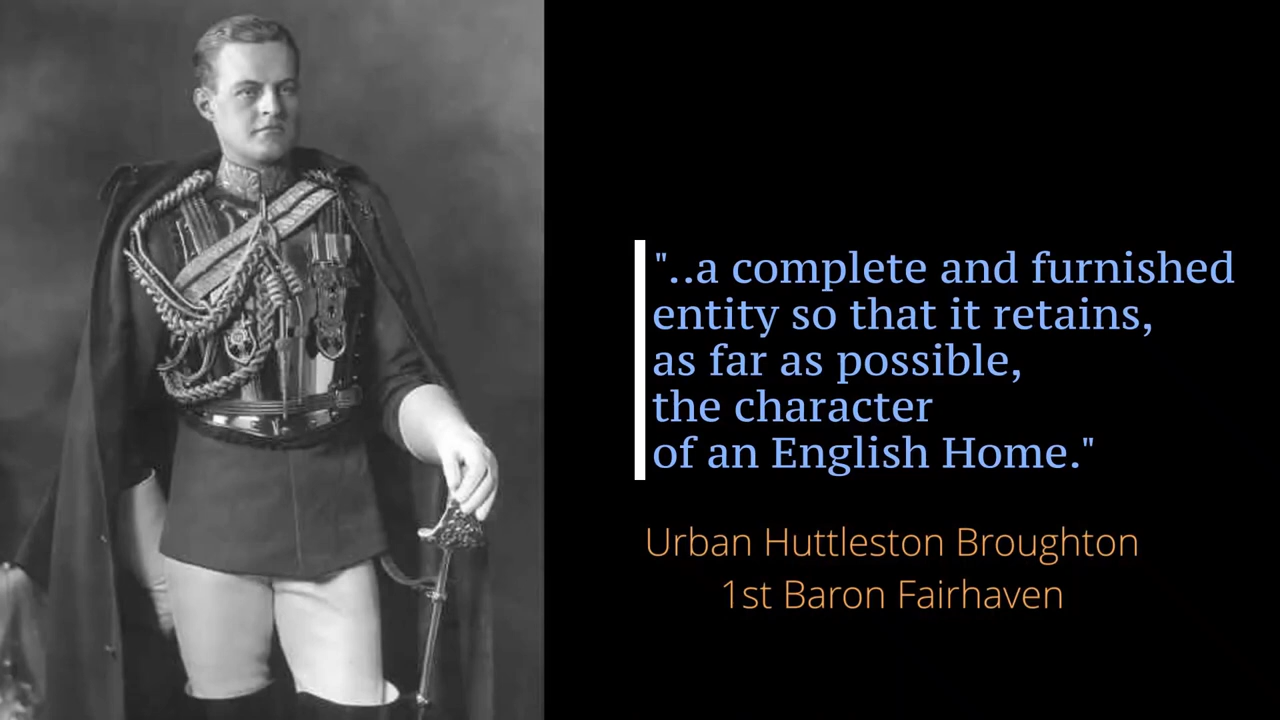 "..a complete and furnished
entity so that it retains,
as far as possible,
the character
of an English Home."
Urban Huttleston Broughton
1st Baron Fairhaven